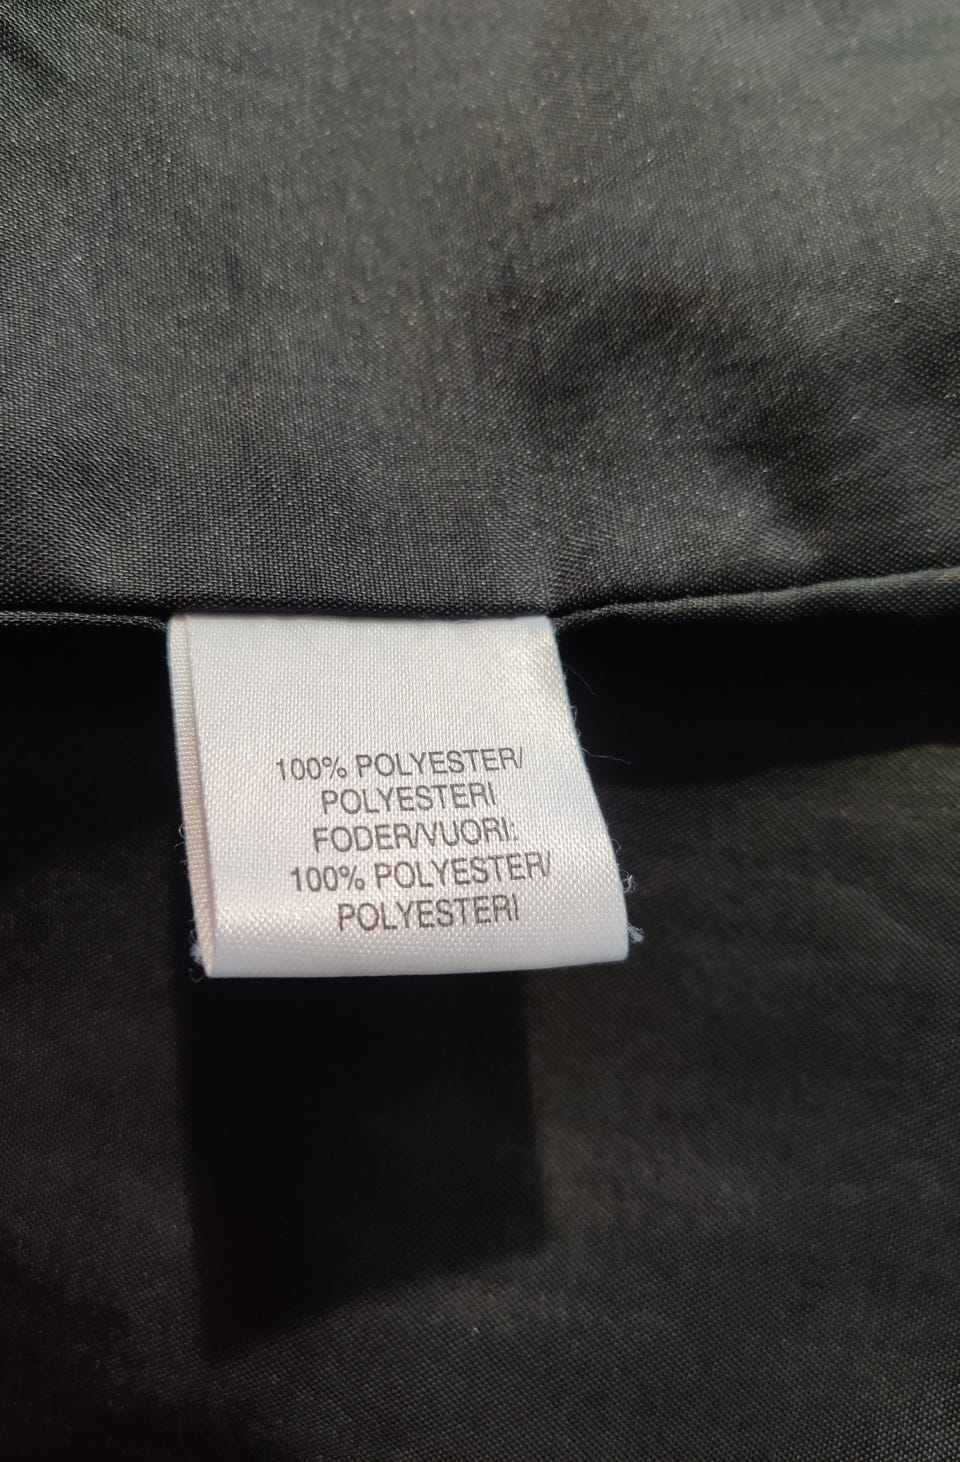 100% POLYESTER/
POLYESTERI
FODER/VUORI:
100% POLYESTER/
POLYESTERI